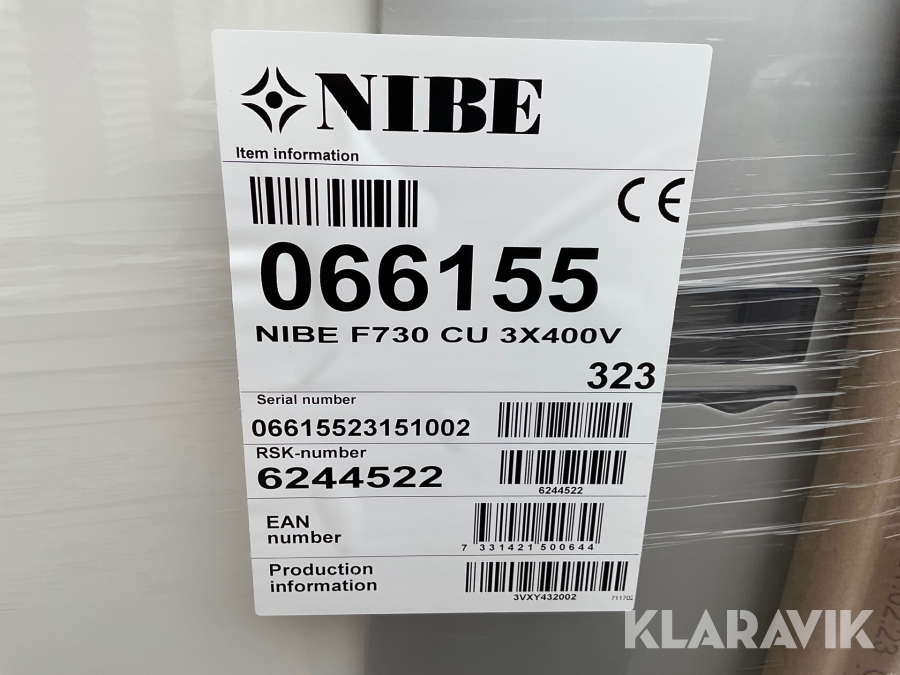 NIBE
Item information
CE
066155
NIBE F730 CU 3X400V
323
Serial number
06615523151002
RSK-number
6244522
6244522
EAN
number
7 331421 500644
Production
information
3VXY432002
711702
KLARAVIK